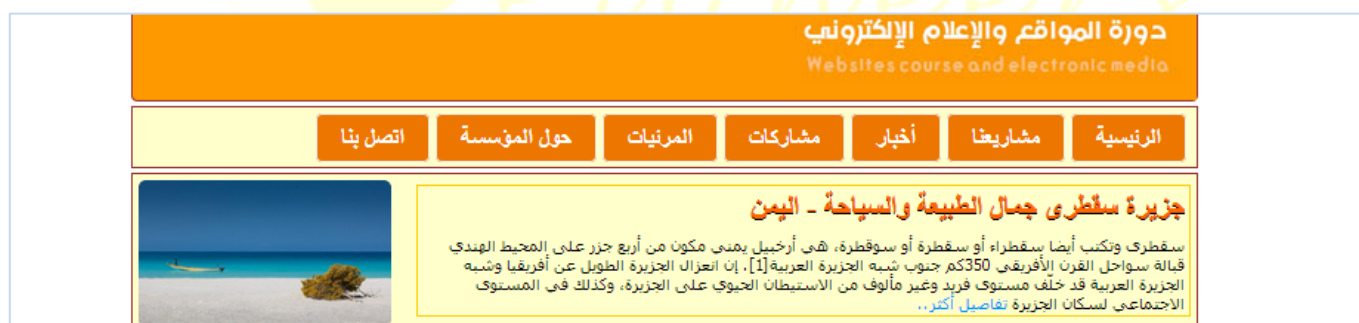 دورة المواقع والإعلام الإلكتروني
Websites course and electronic media
الرئيسية مشاريعنا أخبار مشاركات المرئيات حول المؤسسة اتصل بنا
جزيرة سقطرى جمال الطبيعة والسياحة - اليمن
سقطرى وتكتب أيضا سقطراء أو سقطرة أو سوقطرة، هي أرخبيل يمني مكون من أربع جزر على المحيط الهندي
قبالة سواحل القرن الأفريقي 350كم جنوب شبه الجزيرة العربية[1]. إن انعزال الجزيرة الطويل عن أفريقيا وشبه
الجزيرة العربية قد خلّف مستوى فريد وغير مألوف من الاستيطان الحيوي على الجزيرة، وكذلك في المستوى
الاجتماعي لسكان الجزيرة تفاصيل أكثر..